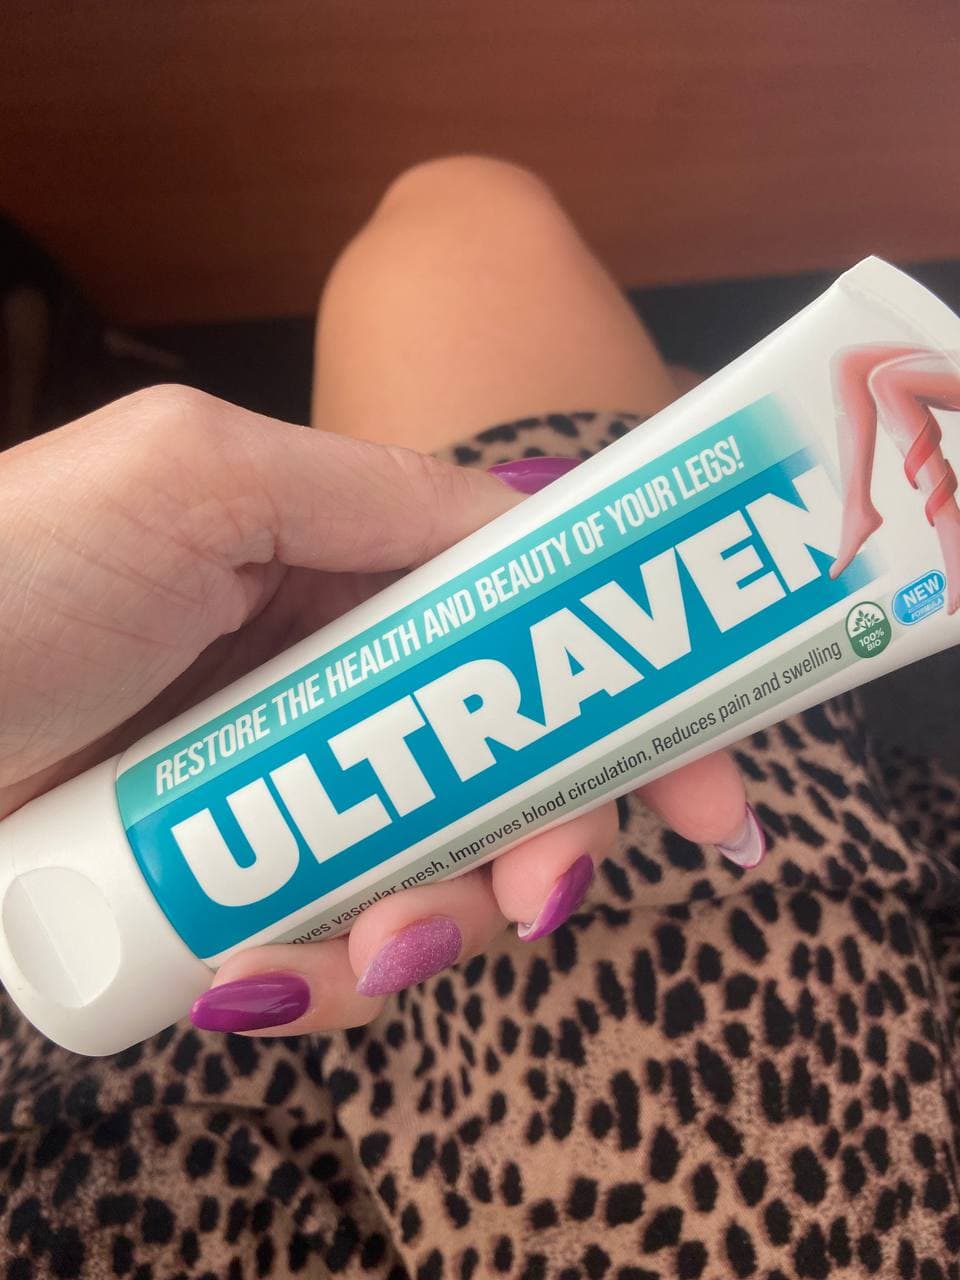 RESTORE THE HEALTH AND BEAUTY OF YOUR LEGS!
ULTRAVEN
vascular mesh, Improves blood circulation, Reduces pain and swelling
100%
BIO
NEW
FORMULA